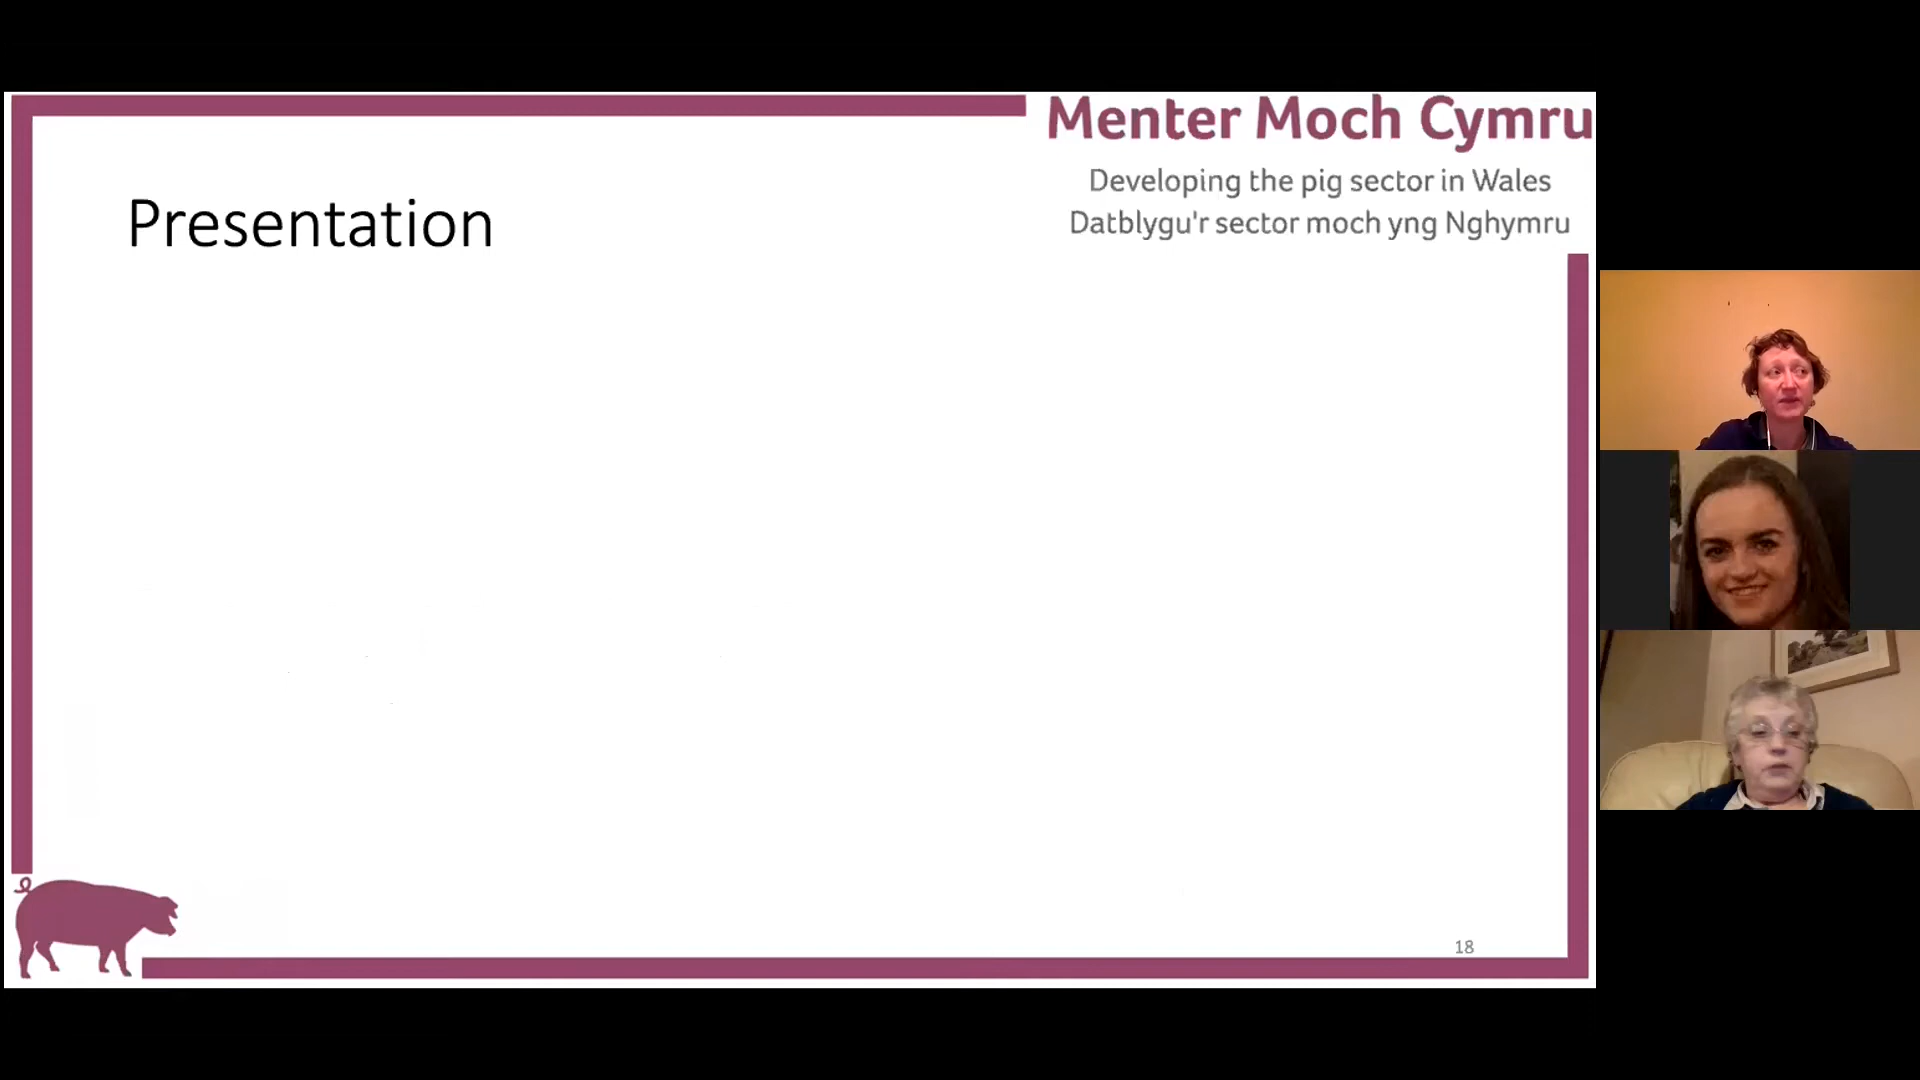 Menter Moch Cymru
Developing the pig sector in Wales
Datblygu'r sector moch yng Nghymru
Presentation
18